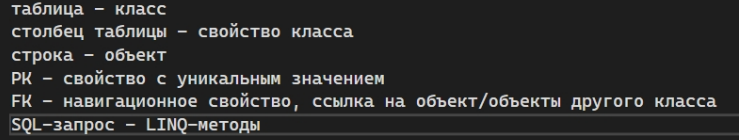 таблица - класс
столбец таблицы - свойство класса
строка - объект
PK - свойство с уникальным значением
FK - навигационное свойство, ссылка на объект/объекты другого класса
SQL-запрос - LINQ-методы